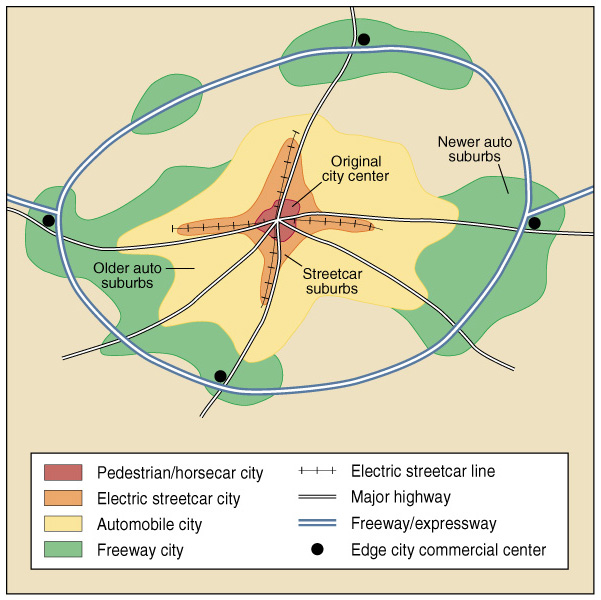 Newer auto
suburbs
Original
city center
Older auto
suburbs
Streetcar
suburbs
Pedestrian/horsecar city
Electric streetcar city
Automobile city
Freeway city
Electric streetcar line
Major highway
Freeway/expressway
Edge city commercial center